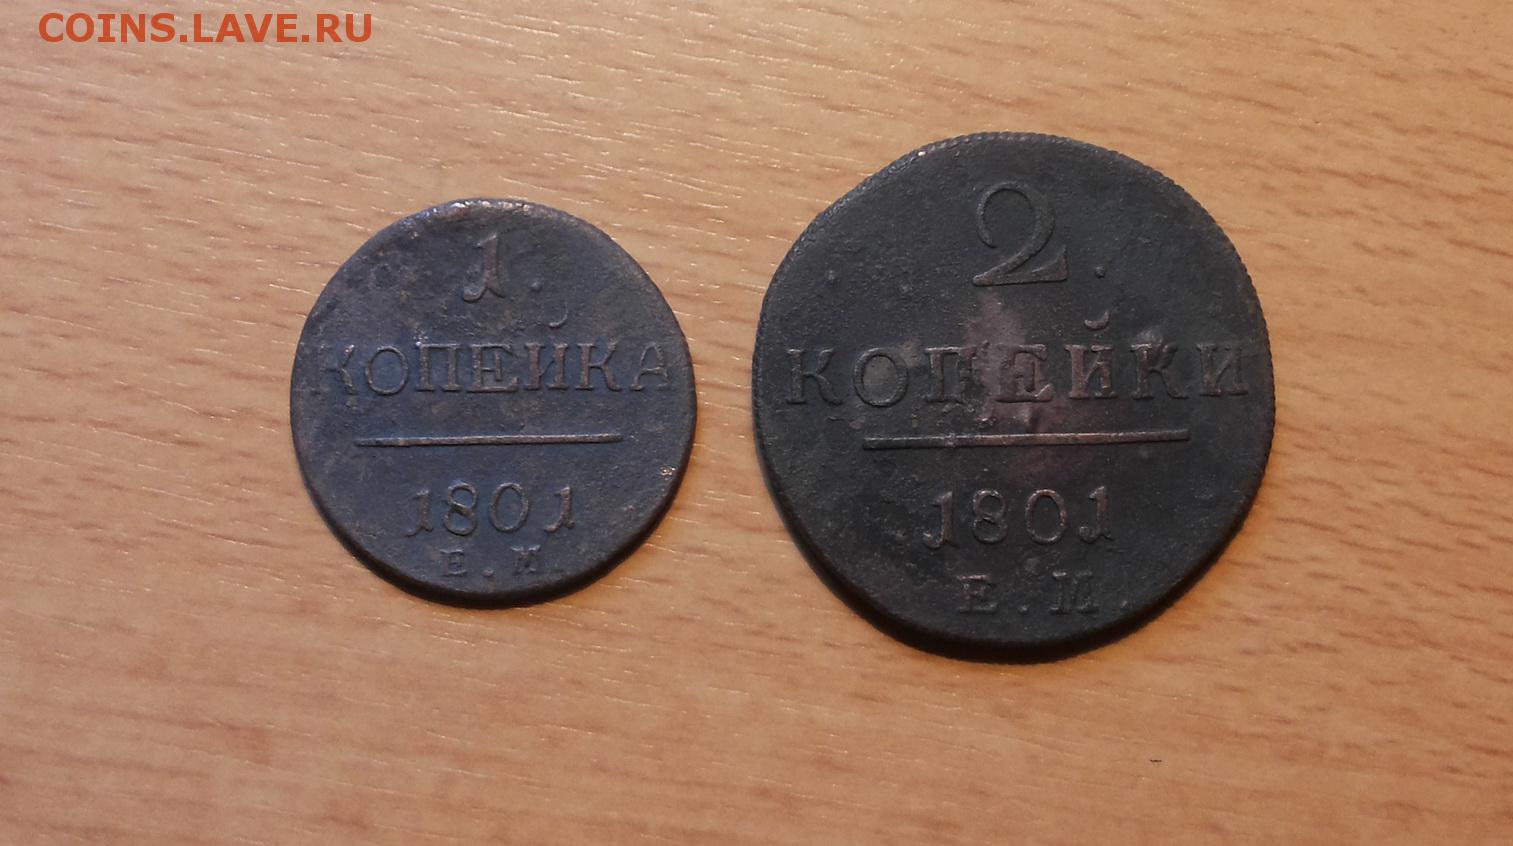 COINS.LAVE.RU
1.
КОПЕЙКА
1801
Е.М.
2.
КОПЕЙКИ
1801
Е.М.